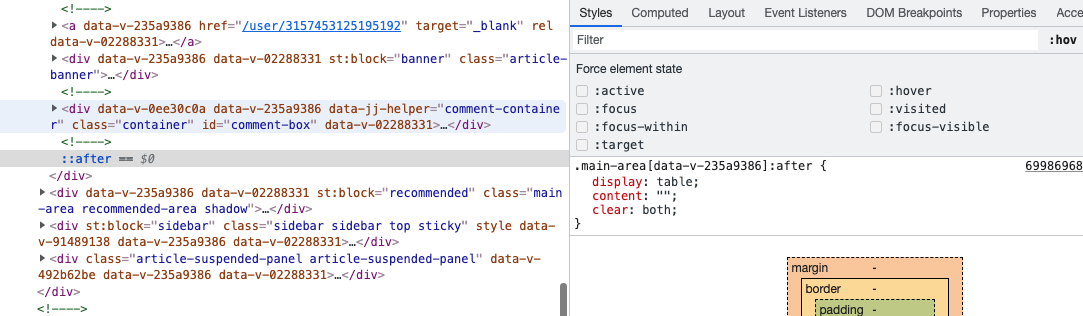 <!---->
▶<a data-v-235a9386 href="/user/3157453125195192" target="_blank" rel
data-v-02288331>…</a>
▶<div data-v-235a9386 data-v-02288331 st:block="banner" class="article-
banner">…</div>
<!---->
▶<div data-v-0ee30c0a data-v-235a9386 data-jj-helper="comment-containe
r" class="container" id="comment-box" data-v-02288331>…</div>
<!---->
::after == $0
</div>
▶<div data-v-235a9386 data-v-02288331 st:block="recommended" class="main
-area recommended-area shadow">…</div>
▶<div st:block="sidebar" class="sidebar sidebar top sticky" style data-
v-91489138 data-v-235a9386 data-v-02288331>…</div>
▶<div class="article-suspended-panel article-suspended-panel" data-v-
492b62be data-v-235a9386 data-v-02288331>…</div>
</div>
<!---->
Styles Computed Layout Event Listeners DOM Breakpoints Properties Acce
Filter :hov
Force element state
:active :hover
:focus :visited
:focus-within :focus-visible
:target
.main-area[data-v-235a9386]:after { 69986968
display: table;
content: "";
clear: both;
}
margin -
border -
padding -